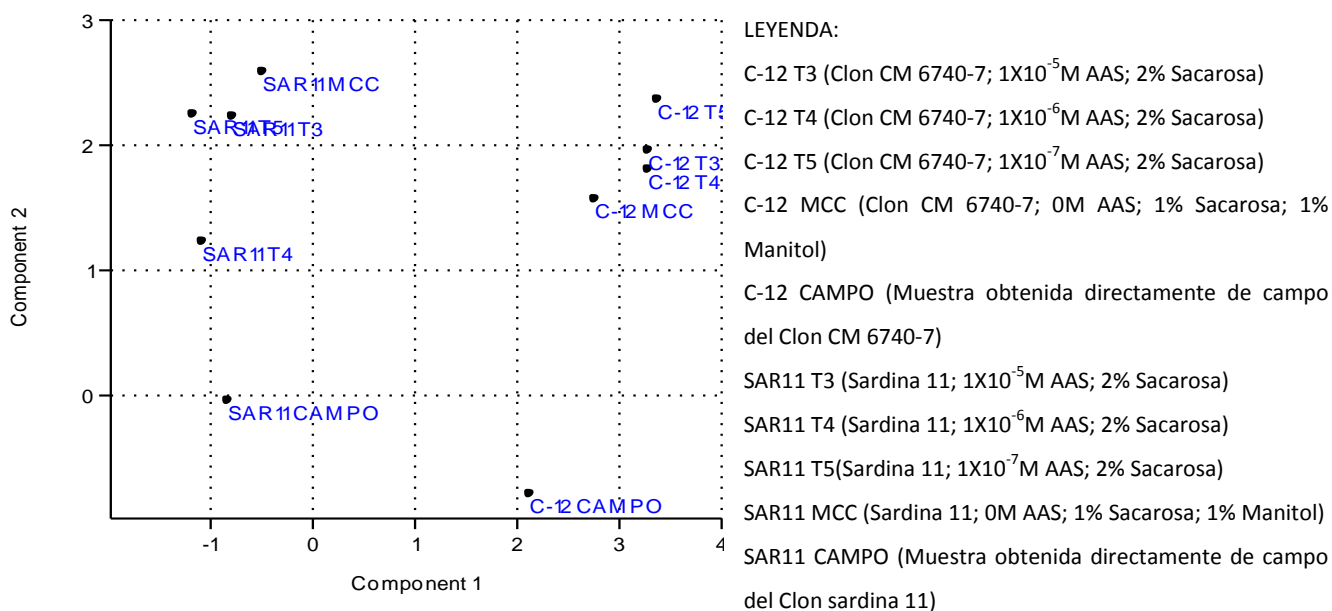 3
2
1
0
Component 2
SAR11MCC
SAR11T5
SAR11T3
SAR11T4
SAR11CAMPO
C-12 T5
C-12 T3
C-12 T4
C-12 MCC
C-12 CAMPO
-1 0 1 2 3 4
Component 1
LEYENDA:
C-12 T3 (Clon CM 6740-7; 1X10⁻⁵M AAS; 2% Sacarosa)
C-12 T4 (Clon CM 6740-7; 1X10⁻⁶M AAS; 2% Sacarosa)
C-12 T5 (Clon CM 6740-7; 1X10⁻⁷M AAS; 2% Sacarosa)
C-12 MCC (Clon CM 6740-7; 0M AAS; 1% Sacarosa; 1%
Manitol)
C-12 CAMPO (Muestra obtenida directamente de campo
del Clon CM 6740-7)
SAR11 T3 (Sardina 11; 1X10⁻⁵M AAS; 2% Sacarosa)
SAR11 T4 (Sardina 11; 1X10⁻⁶M AAS; 2% Sacarosa)
SAR11 T5(Sardina 11; 1X10⁻⁷M AAS; 2% Sacarosa)
SAR11 MCC (Sardina 11; 0M AAS; 1% Sacarosa; 1% Manitol)
SAR11 CAMPO (Muestra obtenida directamente de campo
del Clon sardina 11)